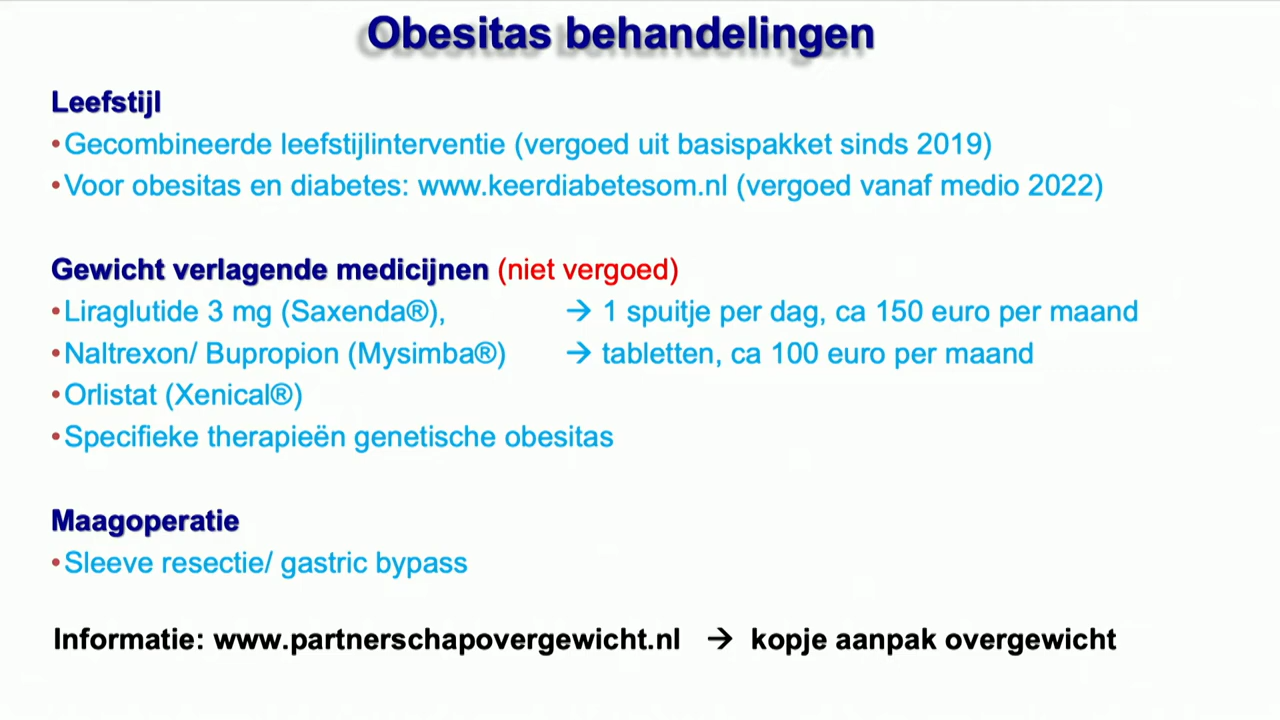 Obesitas behandelingen
Leefstijl
•Gecombineerde leefstijlinterventie (vergoed uit basispakket sinds 2019)
•Voor obesitas en diabetes: www.keerdiabetesom.nl (vergoed vanaf medio 2022)
Gewicht verlagende medicijnen (niet vergoed)
•Liraglutide 3 mg (Saxenda®), → 1 spuitje per dag, ca 150 euro per maand
•Naltrexon/ Bupropion (Mysimba®) → tabletten, ca 100 euro per maand
•Orlistat (Xenical®)
•Specifieke therapieën genetische obesitas
Maagoperatie
•Sleeve resectie/ gastric bypass
Informatie: www.partnerschapovergewicht.nl → kopje aanpak overgewicht